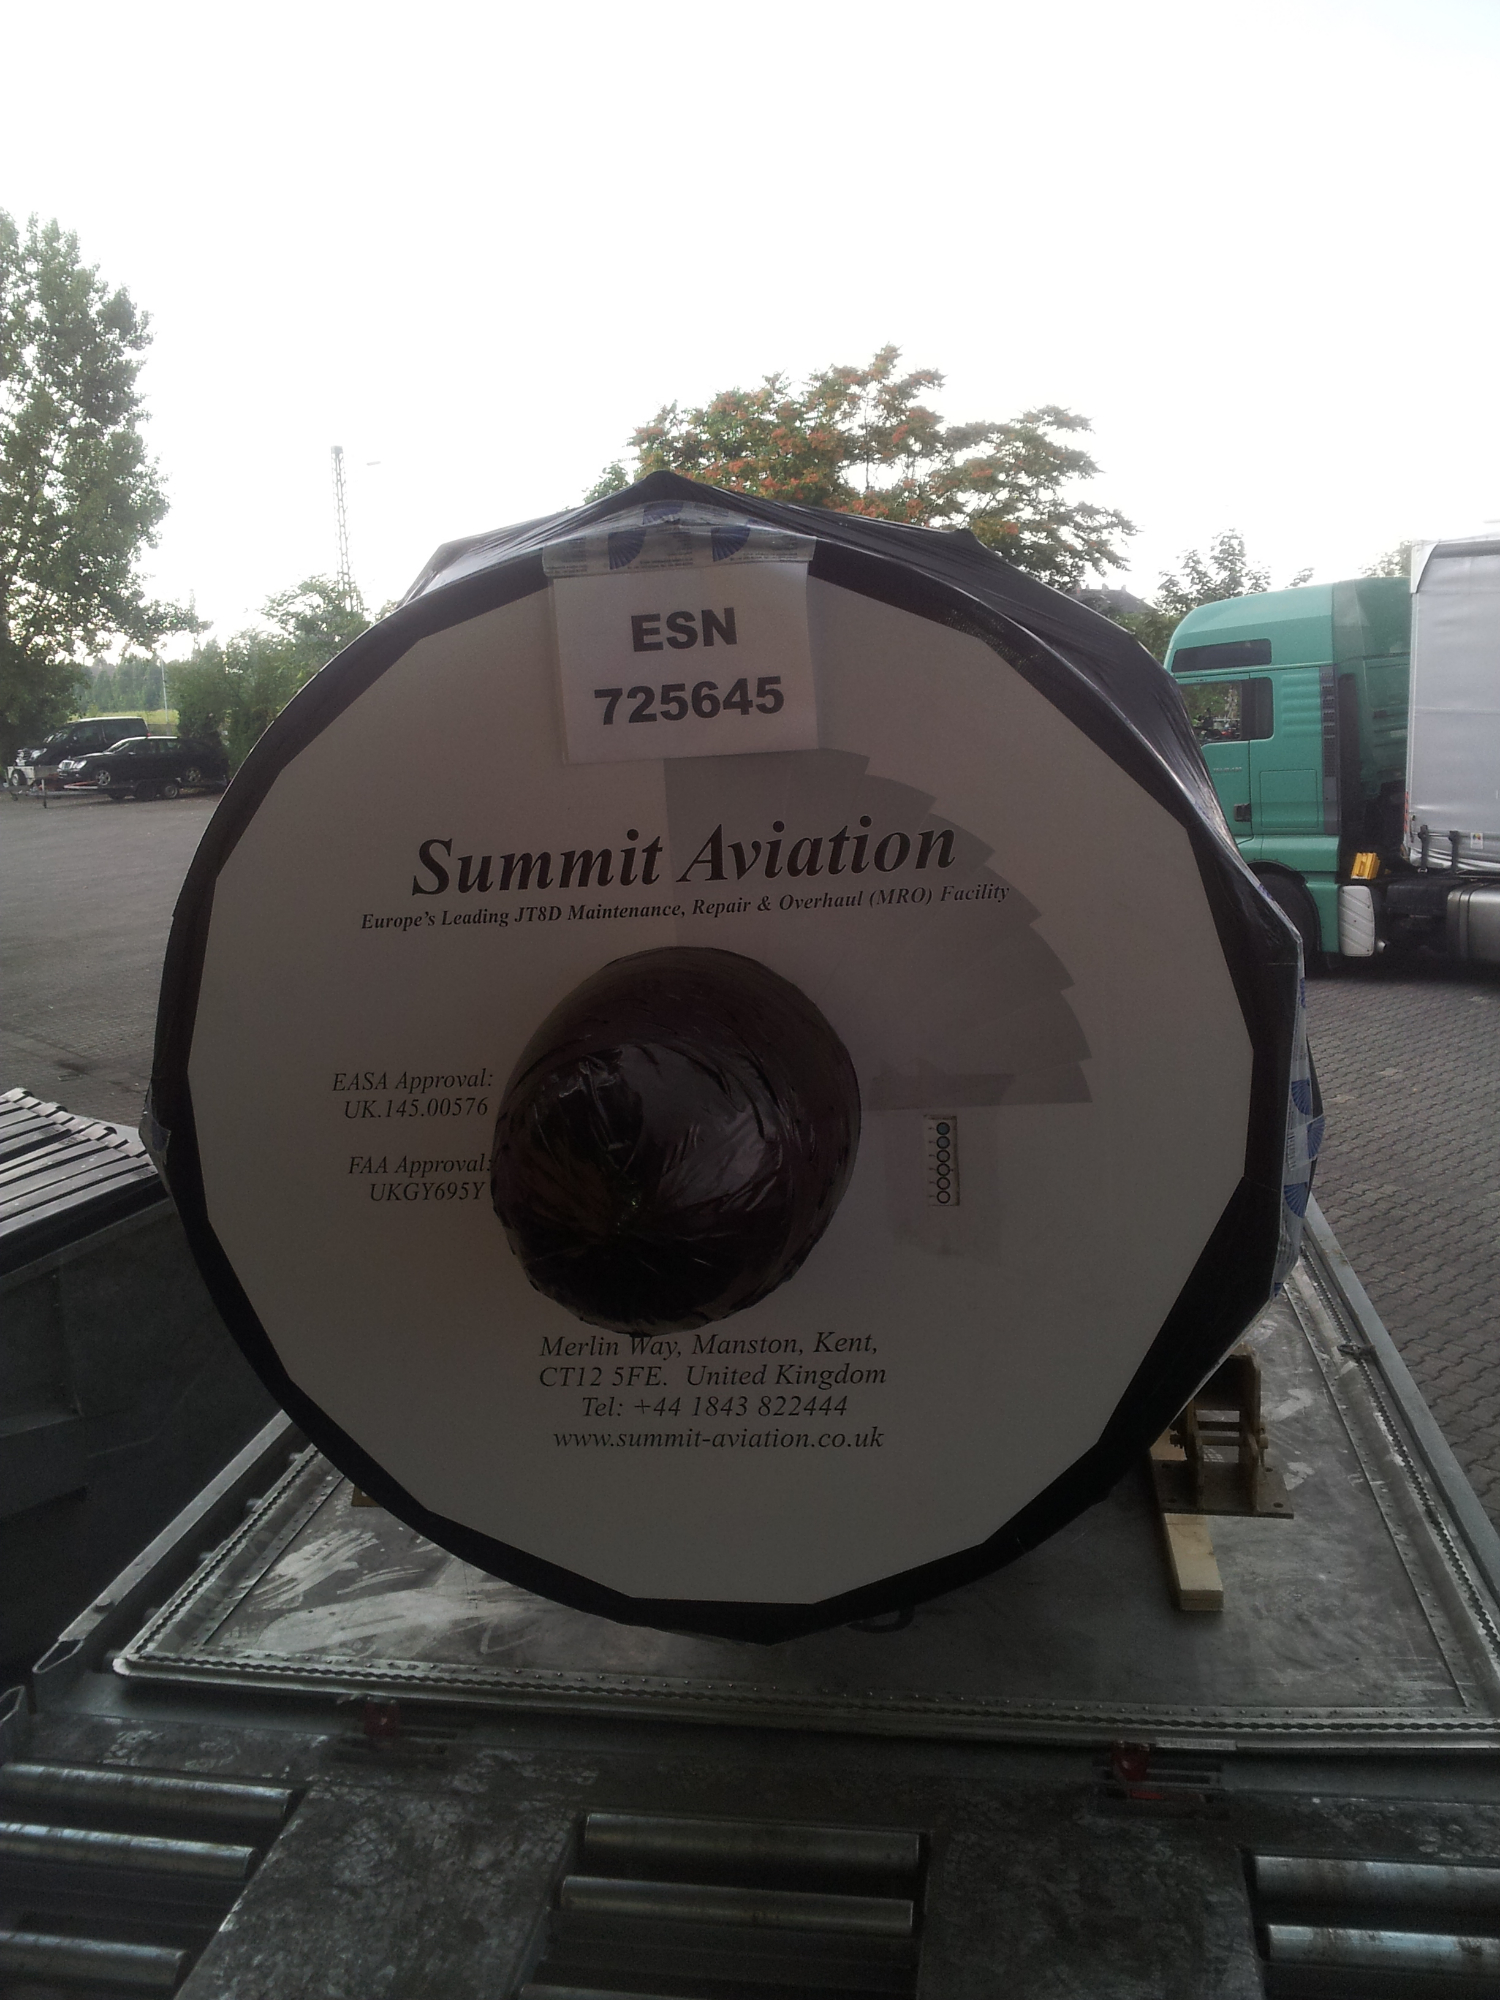 ESN
725645
Summit Aviation
Europe's Leading JT8D Maintenance, Repair & Overhaul (MRO) Facility
EASA Approval:
UK.145.00576
FAA Approval:
UKGY695Y
Merlin Way, Manston, Kent,
CT12 5FE. United Kingdom
Tel: +44 1843 822444
www.summit-aviation.co.uk